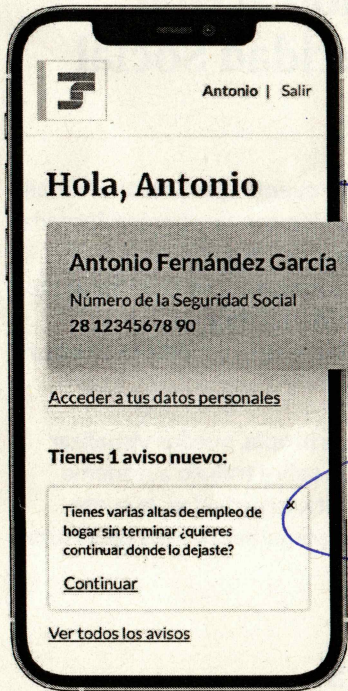 Antonio | Salir
Hola, Antonio
Antonio Fernández García
Número de la Seguridad Social
28 12345678 90
Acceder a tus datos personales
Tienes 1 aviso nuevo:
Tienes varias altas de empleo de
hogar sin terminar ¿quieres
continuar donde lo dejaste?
Continuar
Ver todos los avisos